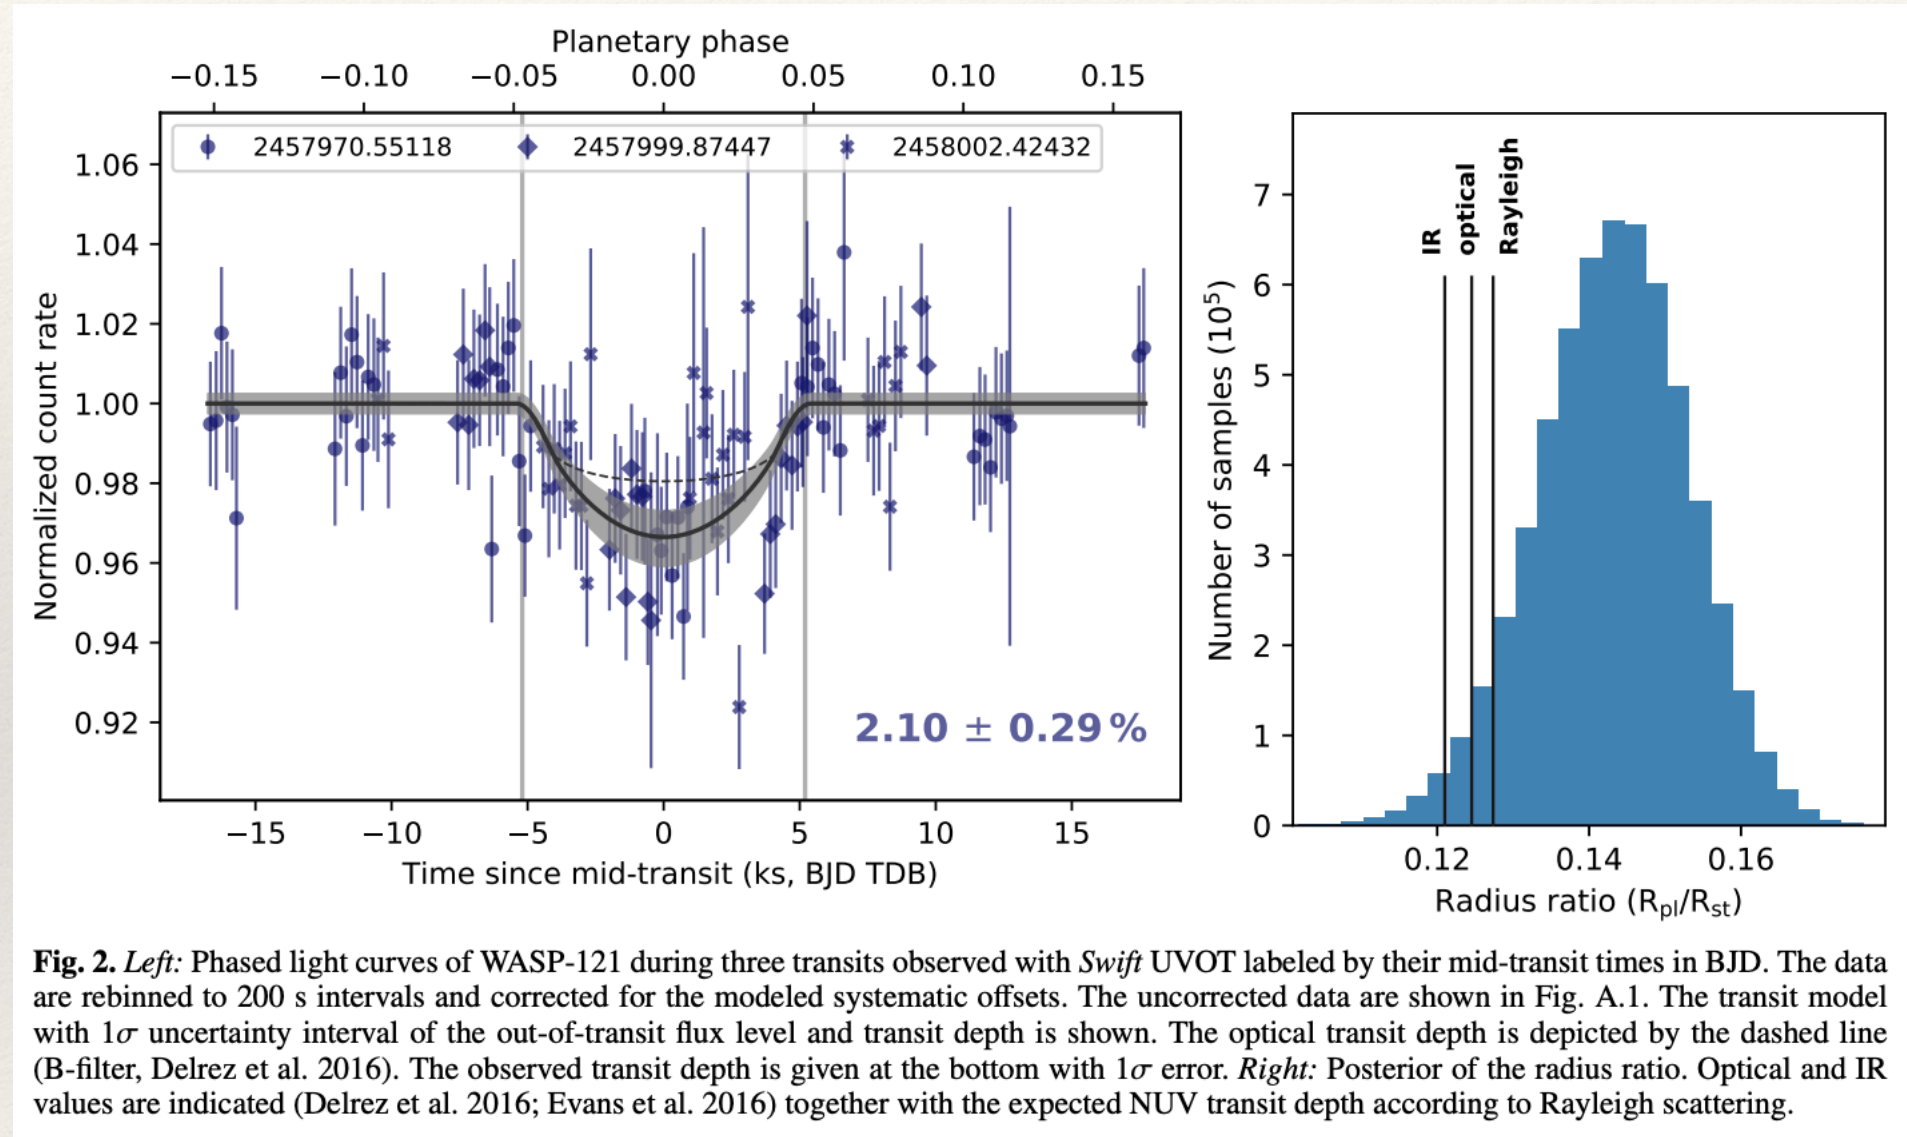 Planetary phase
−0.15 −0.10 −0.05 0.00 0.05 0.10 0.15
2457970.55118 2457999.87447 2458002.42432
1.06
1.04
1.02
1.00
0.98
0.96
0.94
0.92
Normalized count rate
2.10 ± 0.29 %
−15 −10 −5 0 5 10 15
Time since mid-transit (ks, BJD TDB)
IR
optical
Rayleigh
7
6
5
4
3
2
1
0
Number of samples (10⁵)
0.12 0.14 0.16
Radius ratio (Rpl/Rst)
Fig. 2. Left: Phased light curves of WASP-121 during three transits observed with Swift UVOT labeled by their mid-transit times in BJD. The data
are rebinned to 200 s intervals and corrected for the modeled systematic offsets. The uncorrected data are shown in Fig. A.1. The transit model
with 1σ uncertainty interval of the out-of-transit flux level and transit depth is shown. The optical transit depth is depicted by the dashed line
(B-filter, Delrez et al. 2016). The observed transit depth is given at the bottom with 1σ error. Right: Posterior of the radius ratio. Optical and IR
values are indicated (Delrez et al. 2016; Evans et al. 2016) together with the expected NUV transit depth according to Rayleigh scattering.